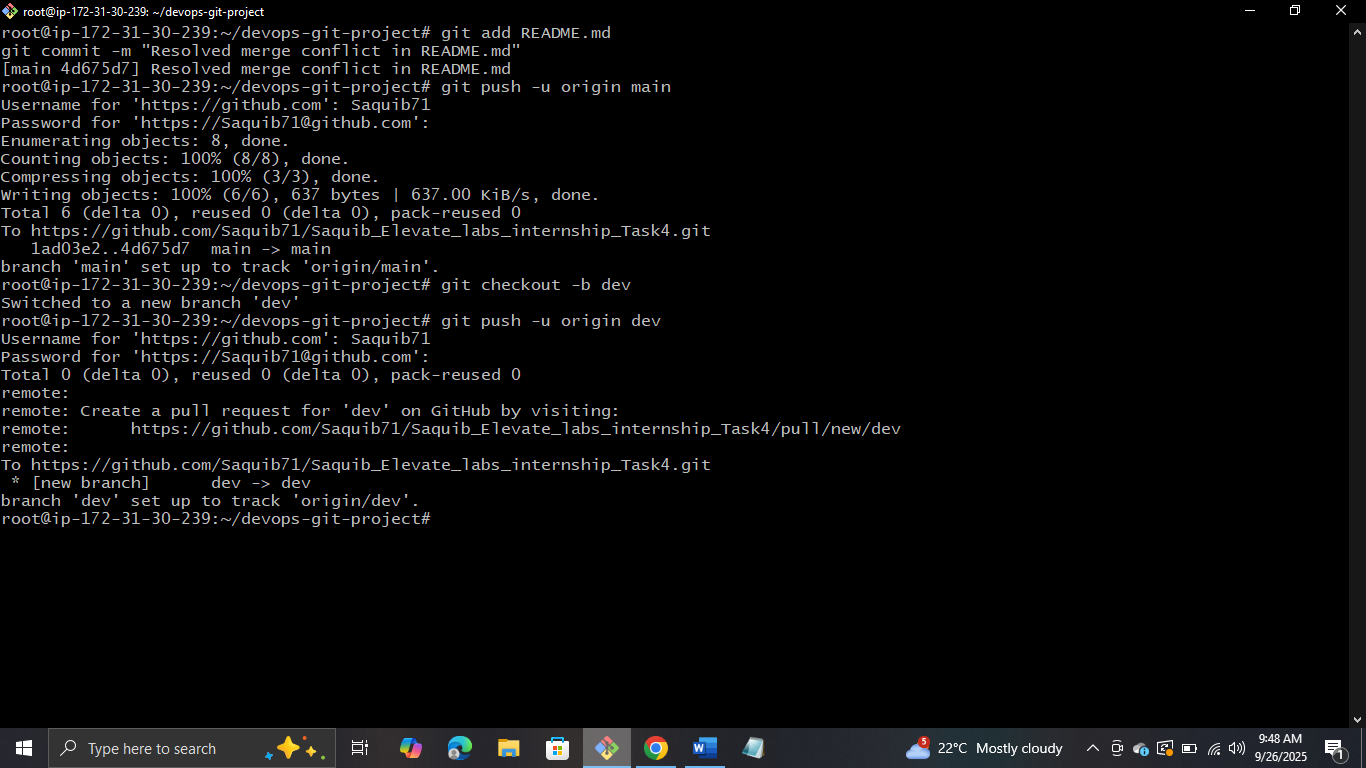 root@ip-172-31-30-239: ~/devops-git-project
root@ip-172-31-30-239:~/devops-git-project# git add README.md
git commit -m "Resolved merge conflict in README.md"
[main 4d675d7] Resolved merge conflict in README.md
root@ip-172-31-30-239:~/devops-git-project# git push -u origin main
Username for 'https://github.com': Saquib71
Password for 'https://Saquib71@github.com':
Enumerating objects: 8, done.
Counting objects: 100% (8/8), done.
Compressing objects: 100% (3/3), done.
Writing objects: 100% (6/6), 637 bytes | 637.00 KiB/s, done.
Total 6 (delta 0), reused 0 (delta 0), pack-reused 0
To https://github.com/Saquib71/Saquib_Elevate_labs_internship_Task4.git
   1ad03e2..4d675d7  main -> main
branch 'main' set up to track 'origin/main'.
root@ip-172-31-30-239:~/devops-git-project# git checkout -b dev
Switched to a new branch 'dev'
root@ip-172-31-30-239:~/devops-git-project# git push -u origin dev
Username for 'https://github.com': Saquib71
Password for 'https://Saquib71@github.com':
Total 0 (delta 0), reused 0 (delta 0), pack-reused 0
remote:
remote: Create a pull request for 'dev' on GitHub by visiting:
remote:      https://github.com/Saquib71/Saquib_Elevate_labs_internship_Task4/pull/new/dev
remote:
To https://github.com/Saquib71/Saquib_Elevate_labs_internship_Task4.git
 * [new branch]      dev -> dev
branch 'dev' set up to track 'origin/dev'.
root@ip-172-31-30-239:~/devops-git-project#
Type here to search
W
5
22°C Mostly cloudy
9:48 AM
9/26/2025
1